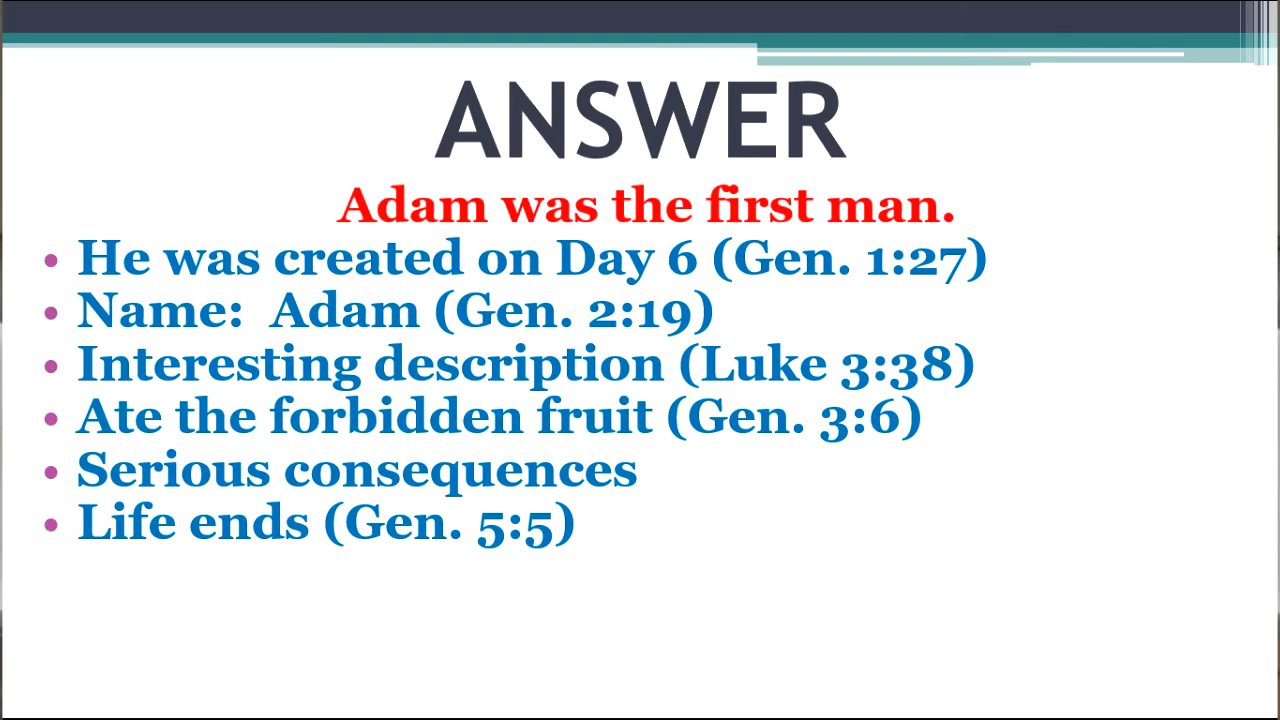 ANSWER
Adam was the first man.
• He was created on Day 6 (Gen. 1:27)
• Name:  Adam (Gen. 2:19)
• Interesting description (Luke 3:38)
• Ate the forbidden fruit (Gen. 3:6)
• Serious consequences
• Life ends (Gen. 5:5)